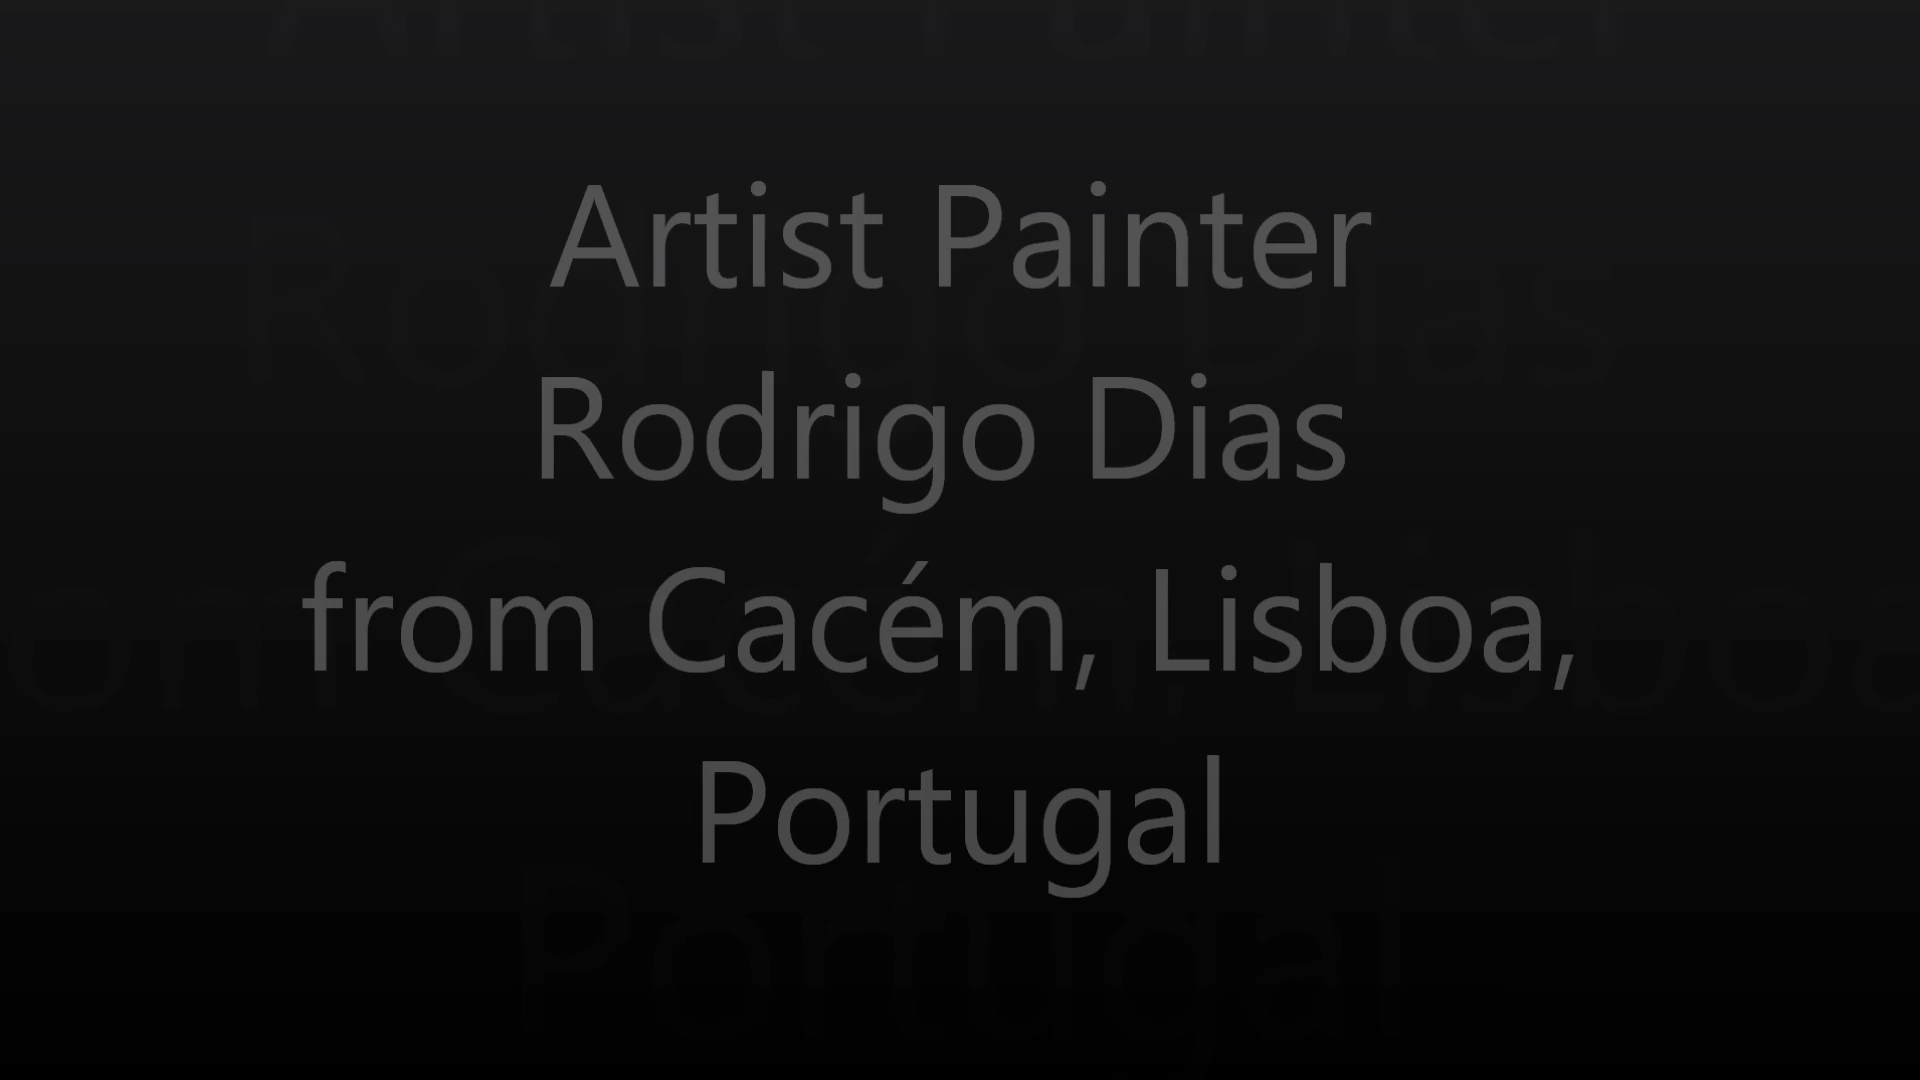 Artist Painter
Rodrigo Dias
from Cacém, Lisboa,
Portugal